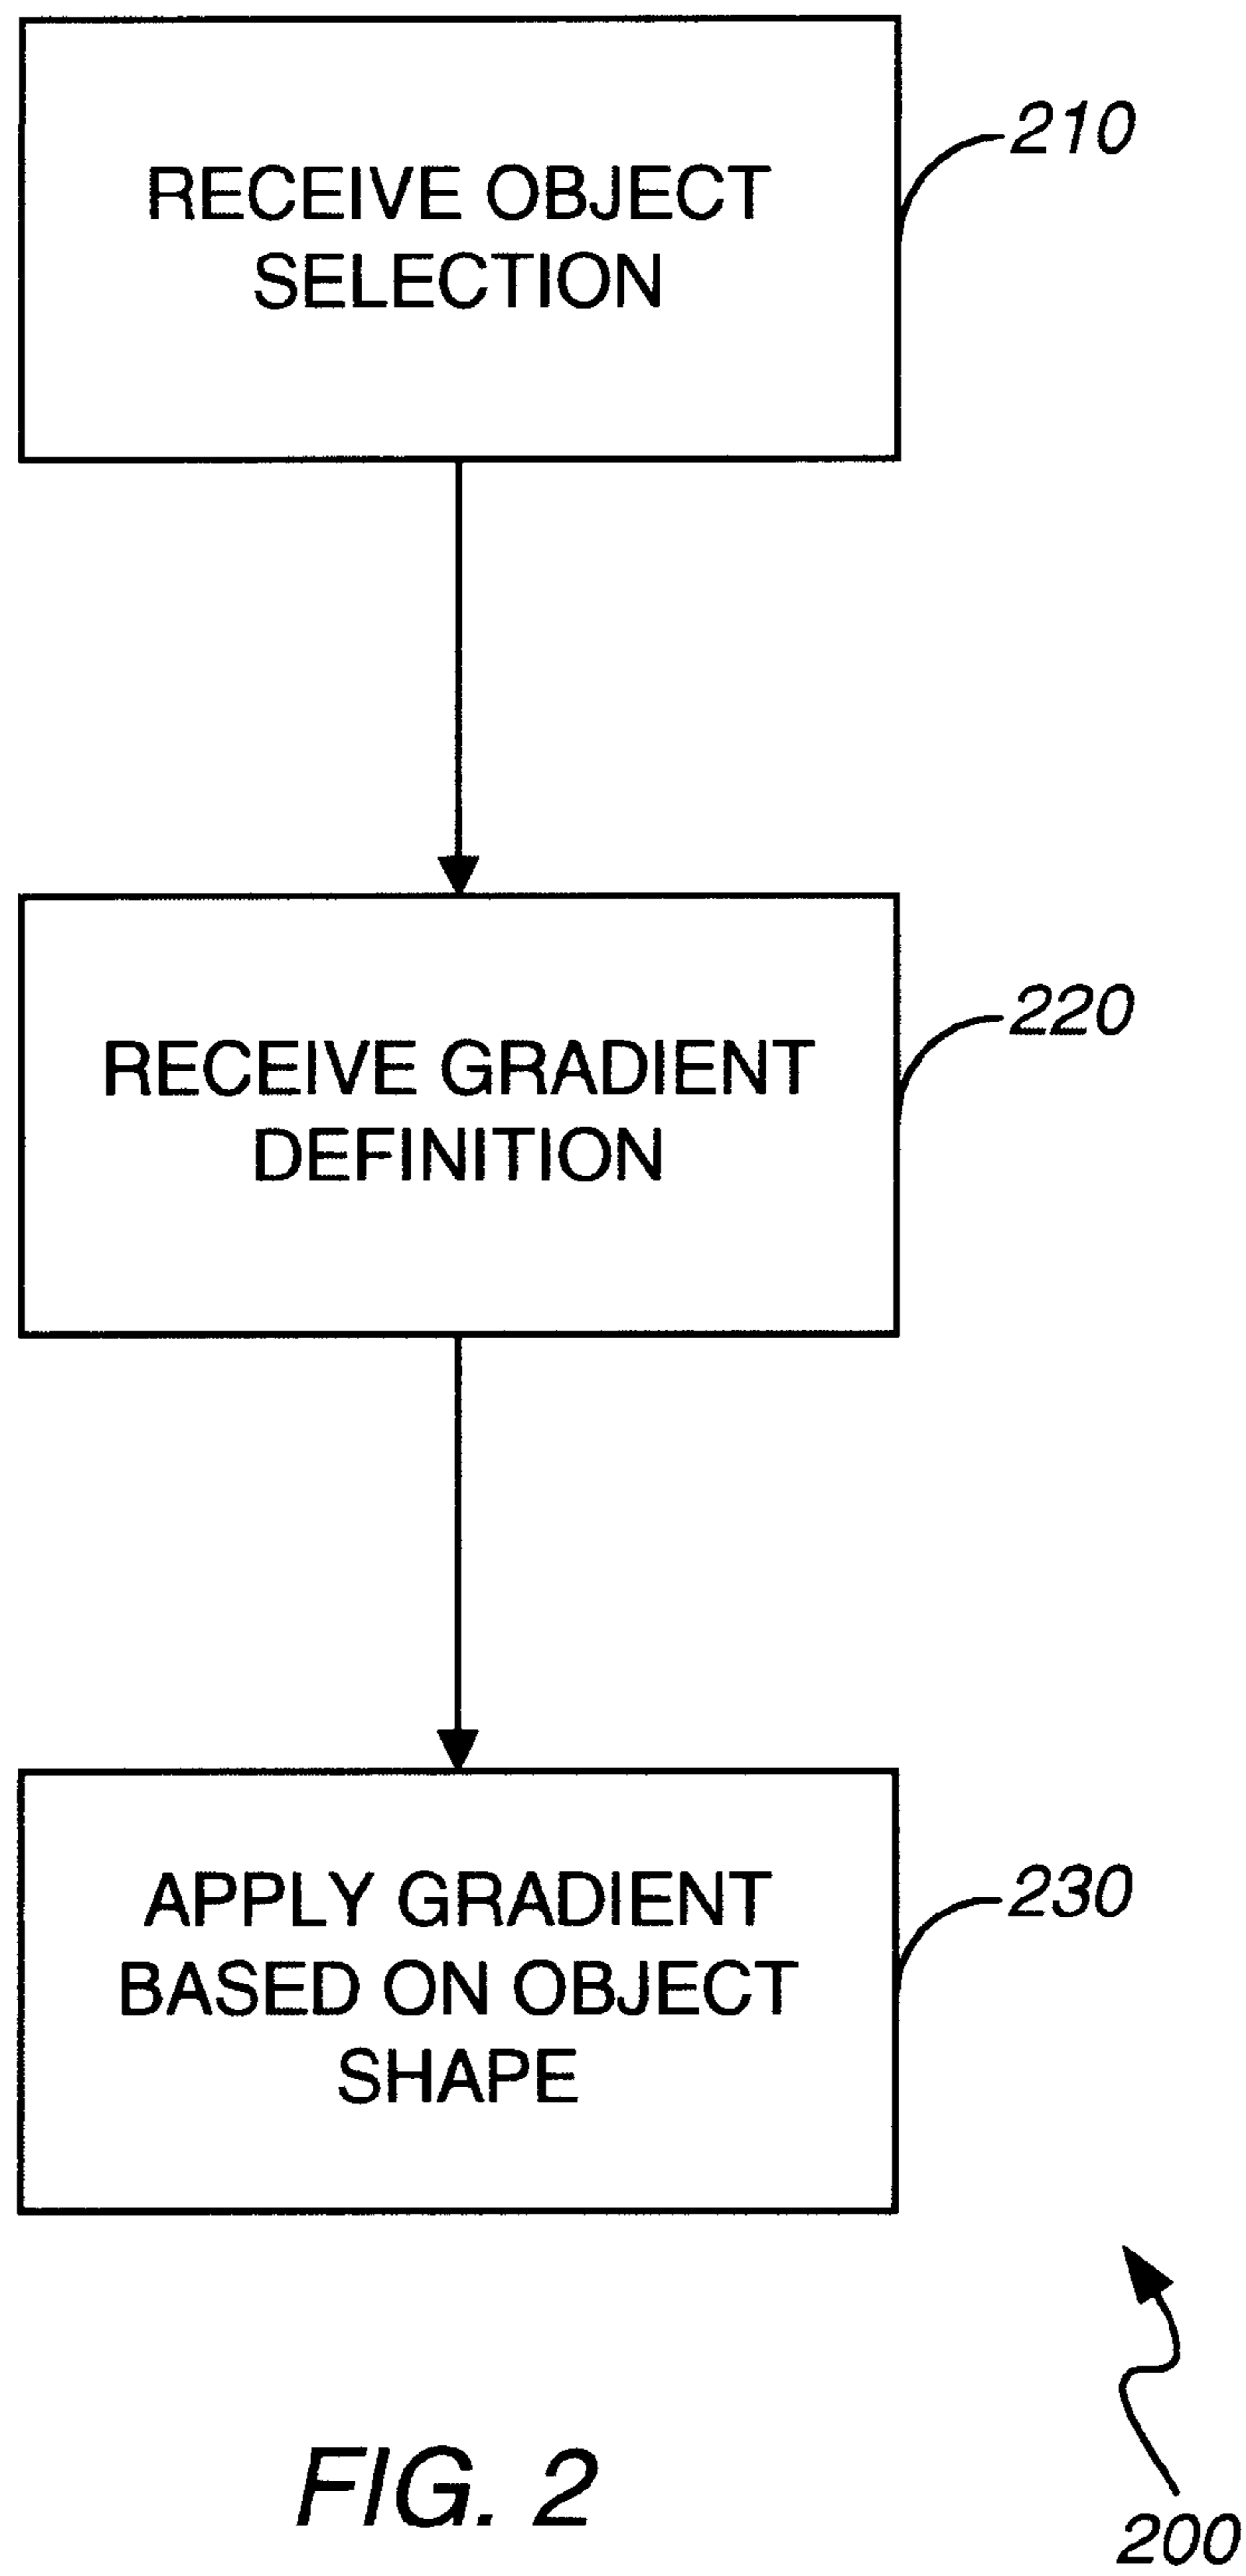 RECEIVE OBJECT
SELECTION
210
RECEIVE GRADIENT
DEFINITION
220
APPLY GRADIENT
BASED ON OBJECT
SHAPE
230
FIG. 2
200